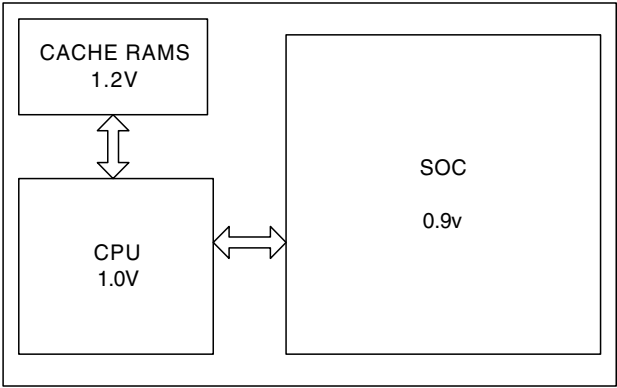 CACHE RAMS
1.2V
CPU
1.0V
SOC
0.9v